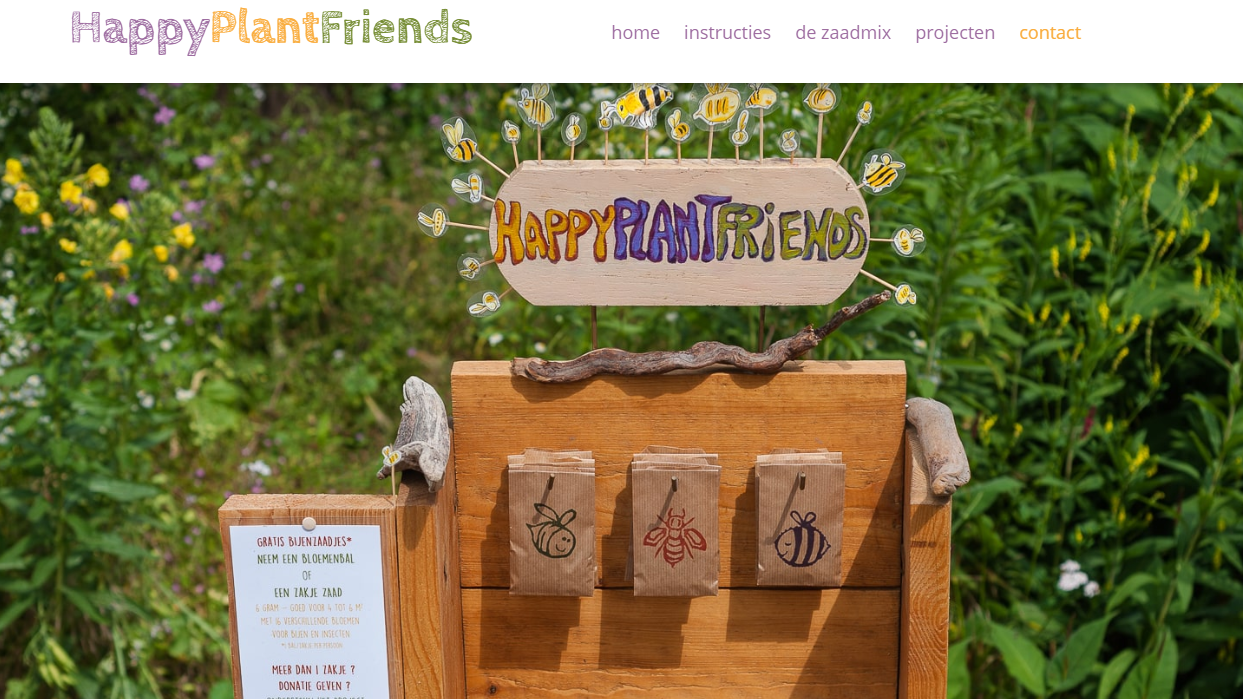 HappyPlantFriends
home instructies de zaadmix projecten contact
HAPPYPLANTFRiENDS
GRATIS BIJENZAADJES*
NEEM EEN BLOEMENBAL
OF
EEN ZAKJE ZAAD
MET 16 VERSCHILLENDE BLOEMEN
VOOR BIJEN EN INSECTEN
MEER DAN 1 ZAKJE ?
DONATIE GEVEN ?